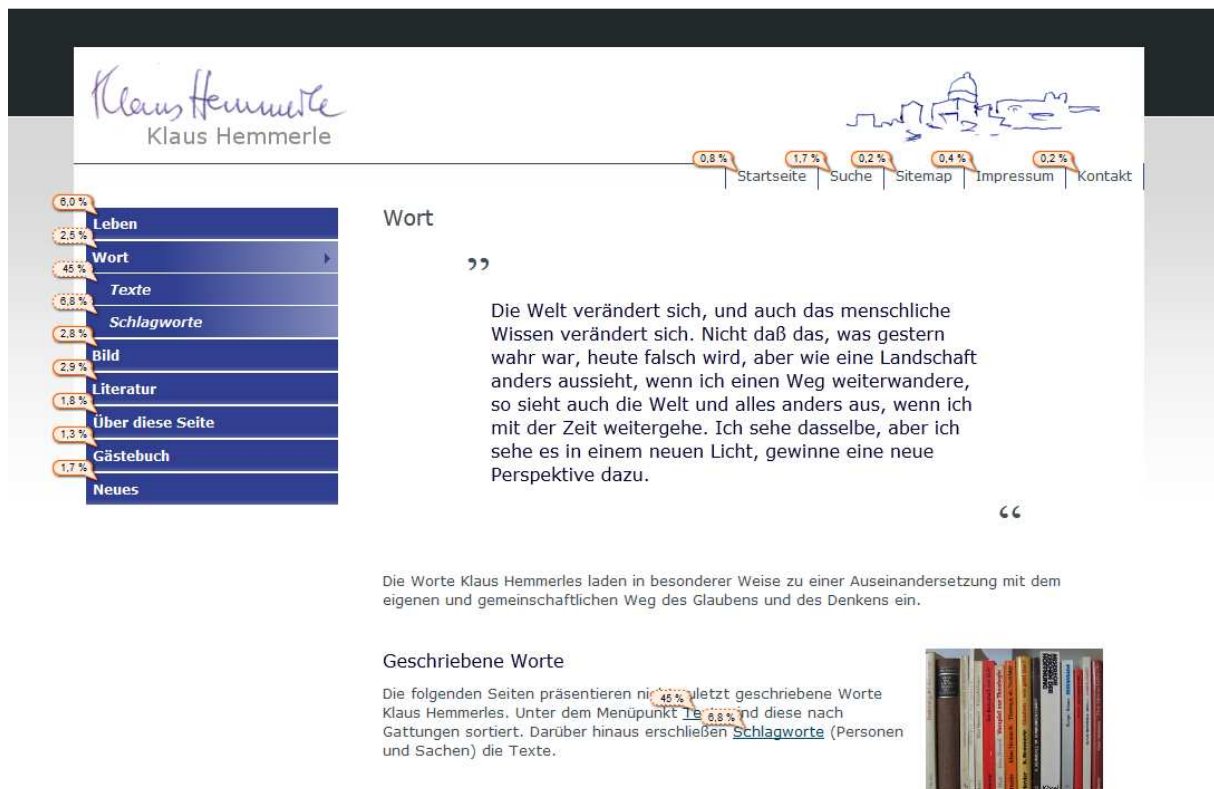 Klaus Hemmerle
Klaus Hemmerle
0,8 % 1,7 % 0,2 % 0,4 % 0,2 %
Startseite Suche Sitemap Impressum Kontakt
6,0 %
Leben
2,5 %
Wort
45 %
Texte
6,8 %
Schlagworte
2,8 %
Bild
2,9 %
Literatur
1,8 %
Über diese Seite
1,3 %
Gästebuch
1,7 %
Neues
Wort
”
Die Welt verändert sich, und auch das menschliche
Wissen verändert sich. Nicht daß das, was gestern
wahr war, heute falsch wird, aber wie eine Landschaft
anders aussieht, wenn ich einen Weg weiterwandere,
so sieht auch die Welt und alles anders aus, wenn ich
mit der Zeit weitergehe. Ich sehe dasselbe, aber ich
sehe es in einem neuen Licht, gewinne eine neue
Perspektive dazu.
“
Die Worte Klaus Hemmerles laden in besonderer Weise zu einer Auseinandersetzung mit dem
eigenen und gemeinschaftlichen Weg des Glaubens und des Denkens ein.
Geschriebene Worte
Die folgenden Seiten präsentieren geschriebene Worte
45 %
Klaus Hemmerles. Unter dem Menüpunkt diese nach
6,8 %
Gattungen sortiert. Darüber hinaus erschließen Schlagworte (Personen
und Sachen) die Texte.